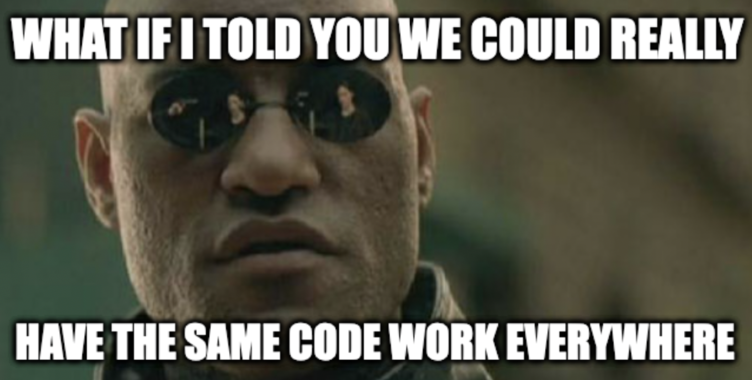 WHAT IF I TOLD YOU WE COULD REALLY
HAVE THE SAME CODE WORK EVERYWHERE